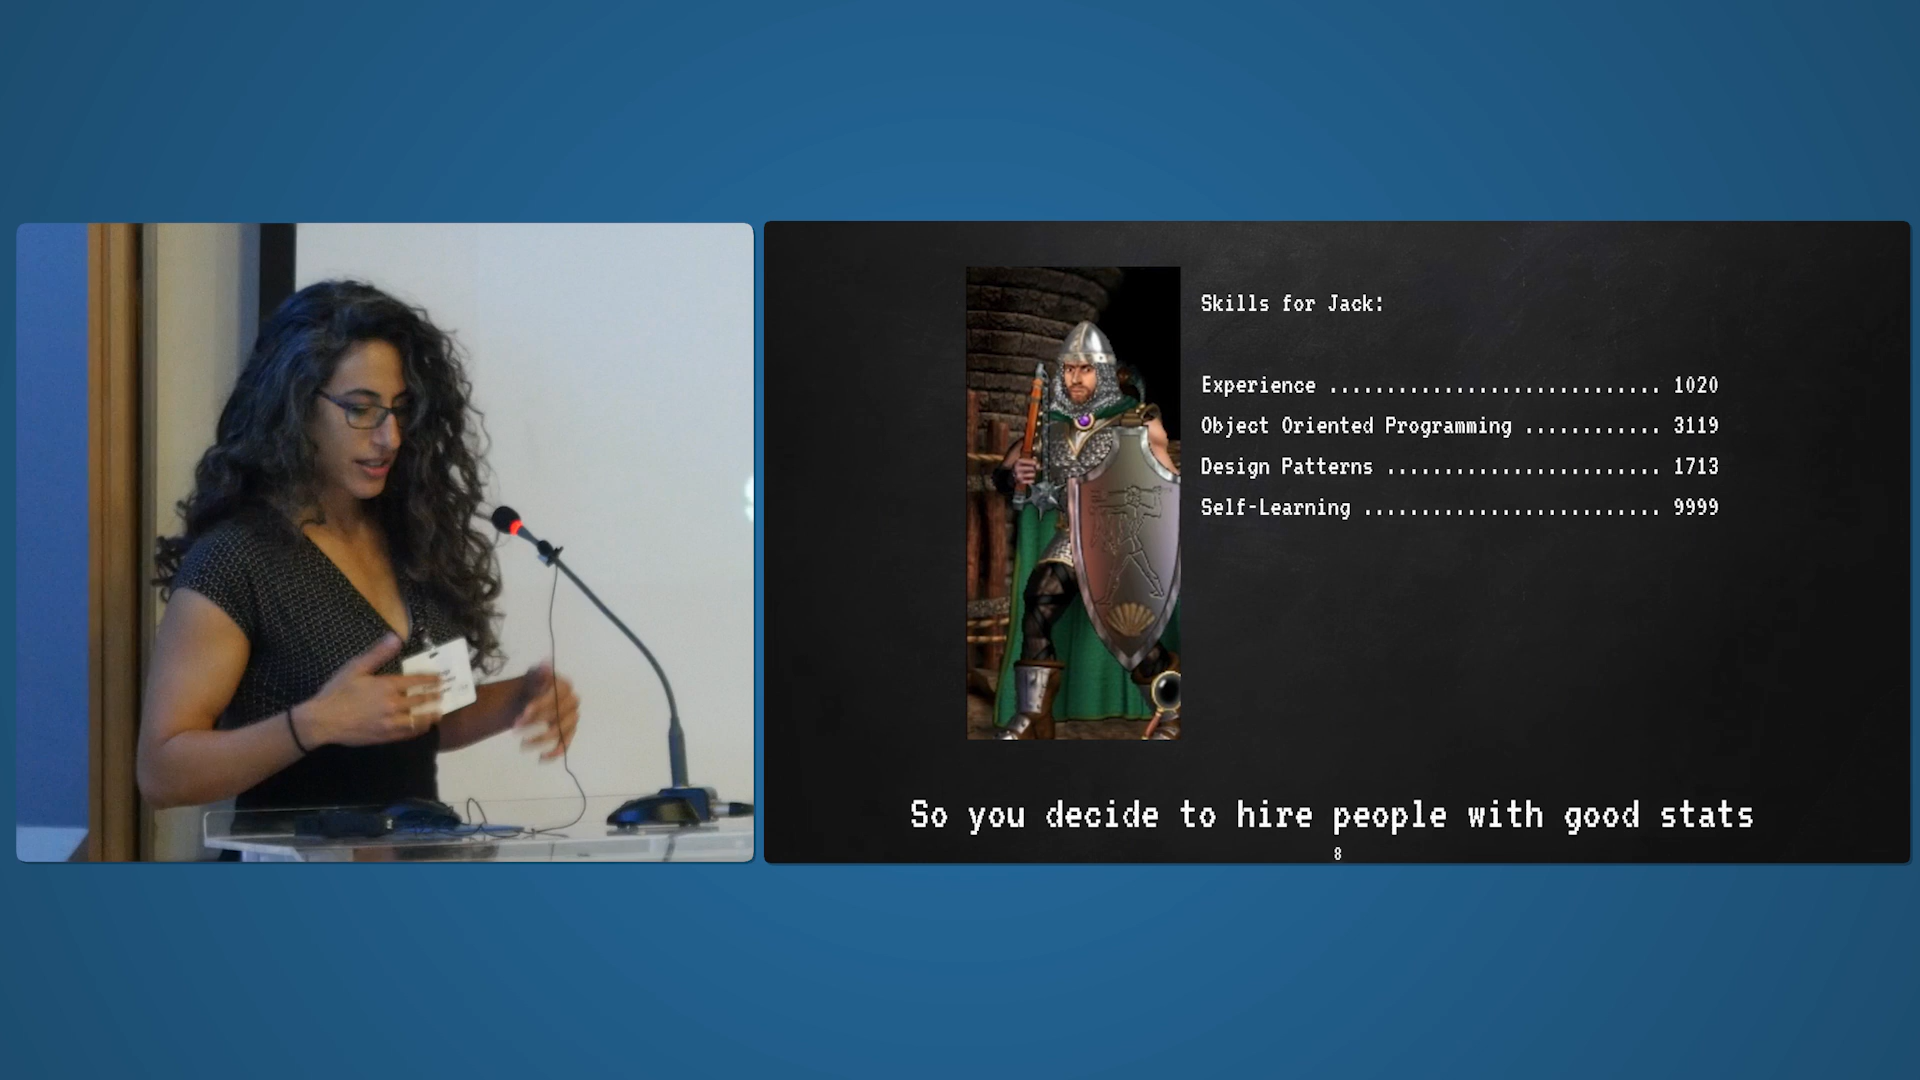 Skills for Jack:
Experience ............................. 1020
Object Oriented Programming ............ 3119
Design Patterns ........................ 1713
Self-Learning .......................... 9999
So you decide to hire people with good stats
8